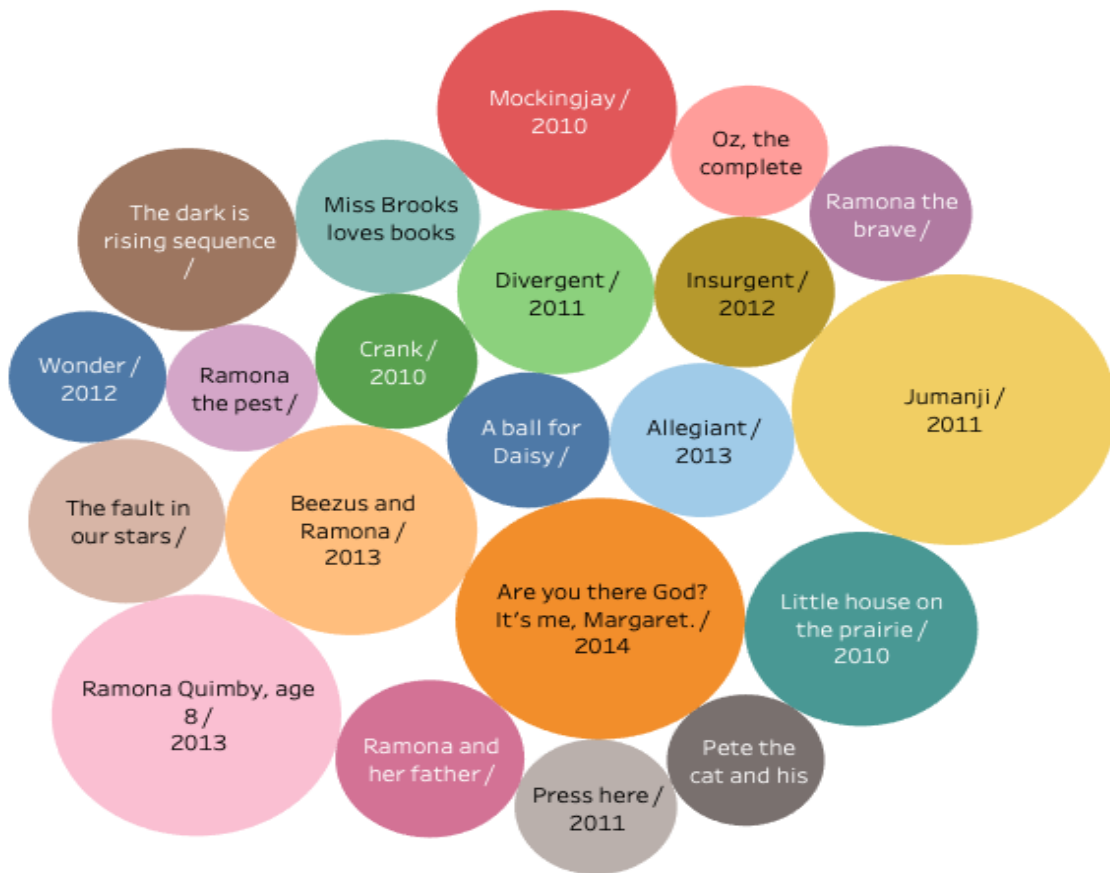 Mockingjay /
2010
Oz, the
complete
Ramona the
brave /
The dark is
rising sequence
/
Miss Brooks
loves books
Divergent /
2011
Insurgent /
2012
Wonder /
2012
Ramona
the pest /
Crank /
2010
A ball for
Daisy /
Allegiant /
2013
Jumanji /
2011
The fault in
our stars /
Beezus and
Ramona /
2013
Are you there God?
It's me, Margaret. /
2014
Little house on
the prairie /
2010
Ramona Quimby, age
8 /
2013
Ramona and
her father /
Press here /
2011
Pete the
cat and his